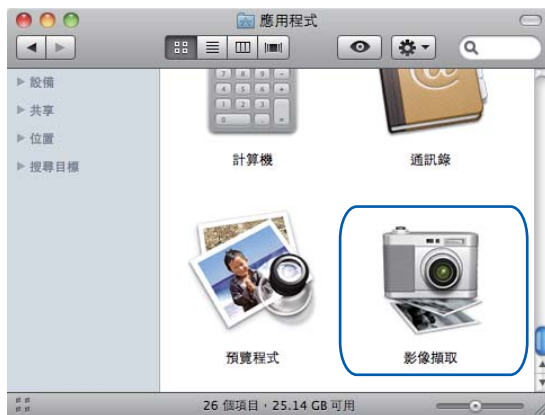 應用程式
設備
共享
位置
搜尋目標
計算機
通訊錄
預覽程式
影像擷取
26 個項目，25.14 GB 可用